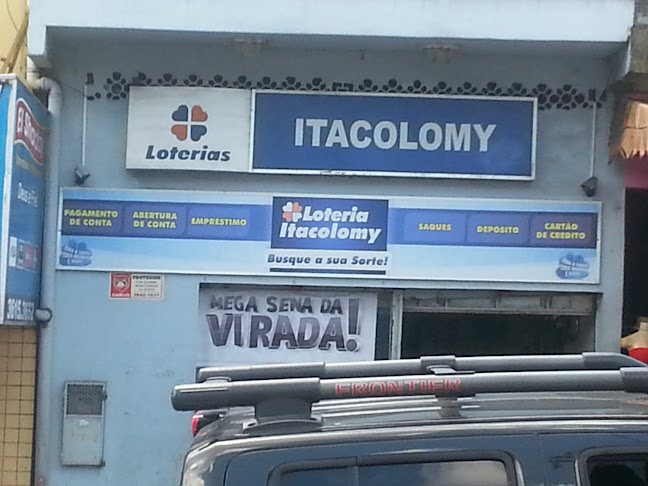 Loterias
ITACOLOMY
PAGAMENTO
DE CONTA
ABERTURA
DE CONTA
EMPRESTIMO
Loteria
Itacolomy
Busque a sua Sorte!
SAQUES
DEPOSITO
CARTÃO
DE CREDITO
MEGA SENA DA
VIRADA!
FRONTIER